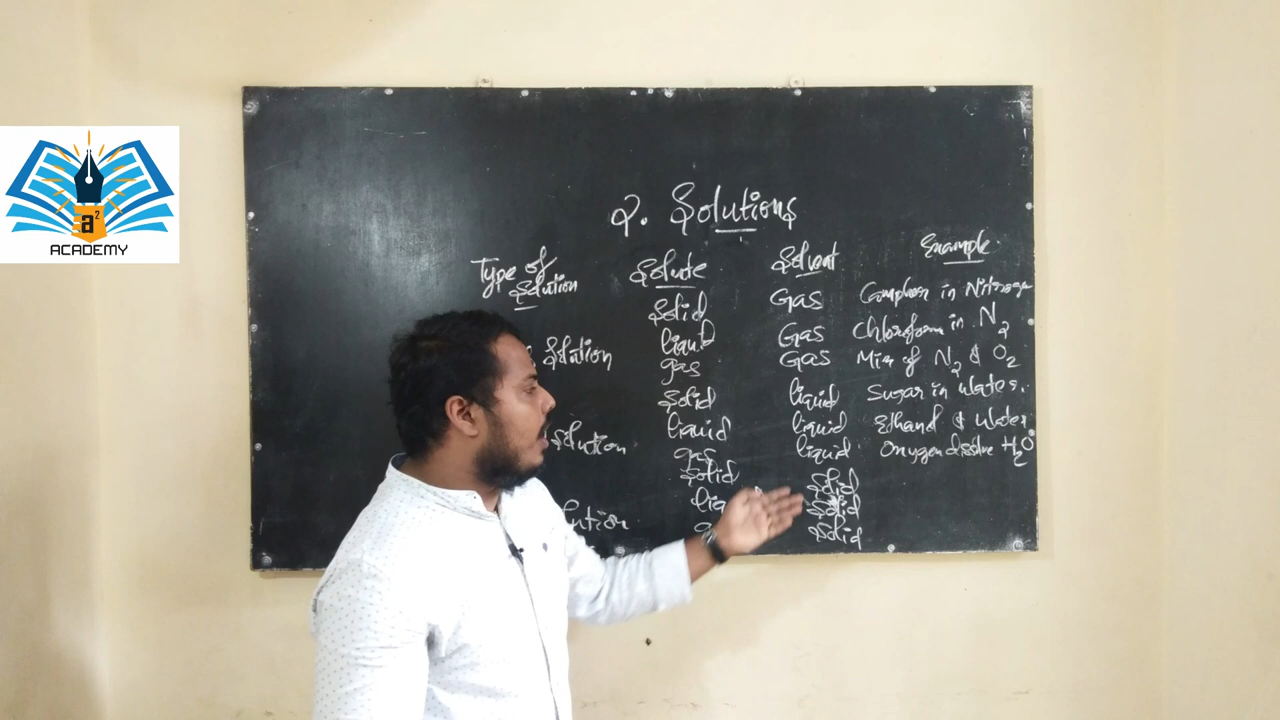 a²
ACADEMY
2. Solutions
Type of Solution Solute Solvent Example
Solid Gas Camphor in Nitrogen
Solution liquid Gas Chloroform in N2
gas Gas Mix of N2 & O2
Solid liquid Sugar in Water.
Solution liquid liquid Ethanol & Water
gas liquid Oxygen dissolve H2O
Solid Solid
liq Solid
Solid